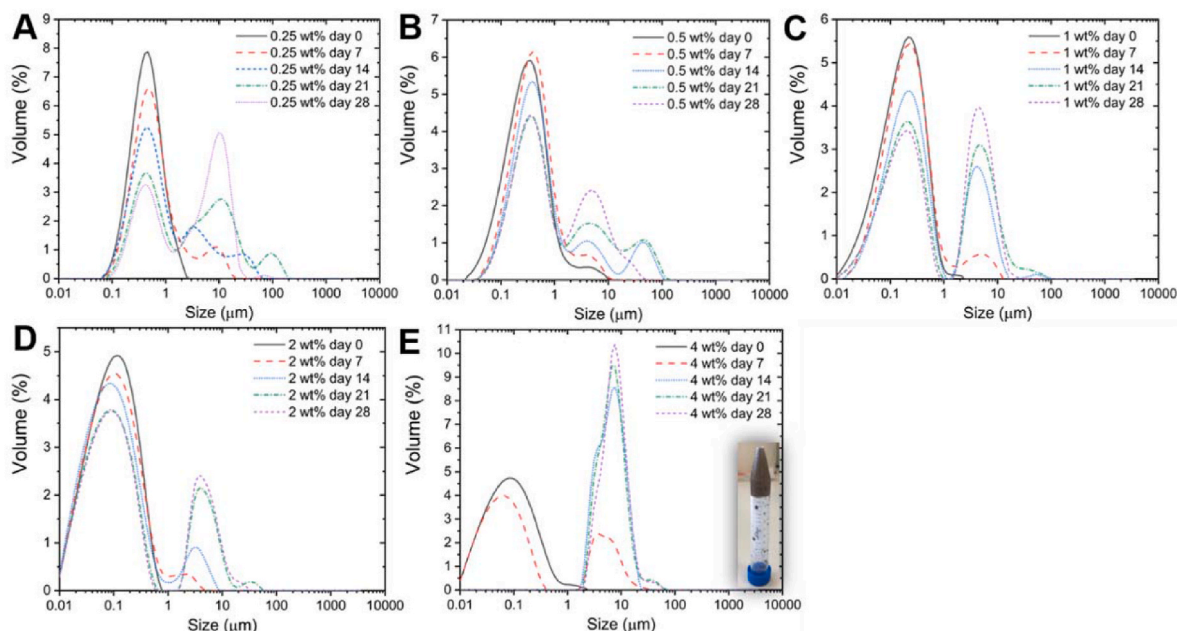 A
Volume (%)
9
8
7
6
5
4
3
2
1
0
0.25 wt% day 0
0.25 wt% day 7
0.25 wt% day 14
0.25 wt% day 21
0.25 wt% day 28
0.01 0.1 1 10 100 1000 10000
Size (μm)
B
Volume (%)
7
6
5
4
3
2
1
0
0.5 wt% day 0
0.5 wt% day 7
0.5 wt% day 14
0.5 wt% day 21
0.5 wt% day 28
0.01 0.1 1 10 100 1000 10000
Size (μm)
C
Volume (%)
6
5
4
3
2
1
0
1 wt% day 0
1 wt% day 7
1 wt% day 14
1 wt% day 21
1 wt% day 28
0.01 0.1 1 10 100 1000 10000
Size (μm)
D
Volume (%)
5
4
3
2
1
0
2 wt% day 0
2 wt% day 7
2 wt% day 14
2 wt% day 21
2 wt% day 28
0.01 0.1 1 10 100 1000 10000
Size (μm)
E
Volume (%)
11
10
9
8
7
6
5
4
3
2
1
0
4 wt% day 0
4 wt% day 7
4 wt% day 14
4 wt% day 21
4 wt% day 28
0.01 0.1 1 10 100 1000 10000
Size (μm)